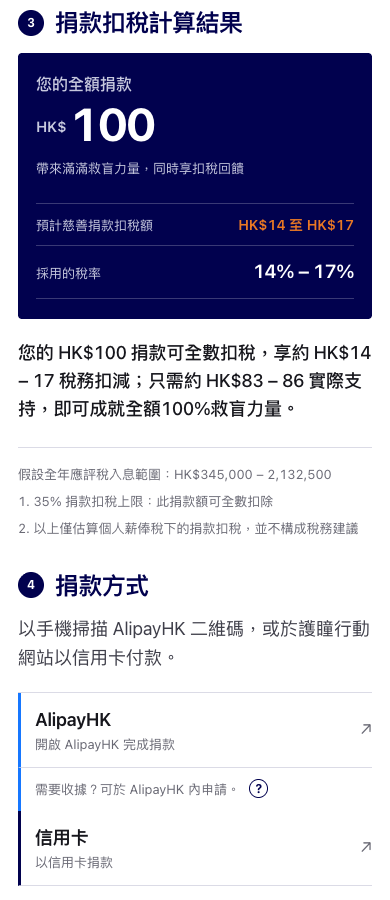 3 捐款扣稅計算結果
您的全額捐款
HK$ 100
帶來滿滿救盲力量，同時享扣稅回饋
預計慈善捐款扣稅額 HK$14 至 HK$17
採用的稅率 14% – 17%
您的 HK$100 捐款可全數扣稅，享約 HK$14
– 17 稅務扣減；只需約 HK$83 – 86 實際支
持，即可成就全額100%救盲力量。
假設全年應評稅入息範圍：HK$345,000 – 2,132,500
1. 35% 捐款扣稅上限：此捐款額可全數扣除
2. 以上僅估算個人薪俸稅下的捐款扣稅，並不構成稅務建議
4 捐款方式
以手機掃描 AlipayHK 二維碼，或於護瞳行動
網站以信用卡付款。
AlipayHK
開啟 AlipayHK 完成捐款
需要收據？可於 AlipayHK 內申請。 ?
信用卡
以信用卡捐款